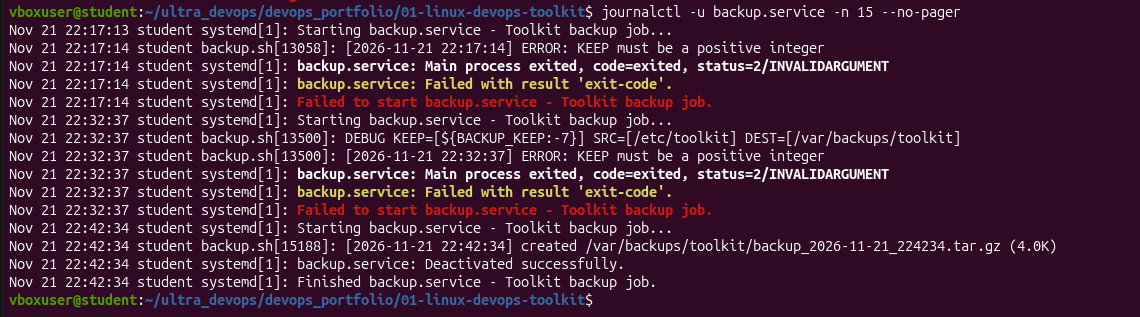 vboxuser@student:~/ultra_devops/devops_portfolio/01-linux-devops-toolkit$ journalctl -u backup.service -n 15 --no-pager
Nov 21 22:17:13 student systemd[1]: Starting backup.service - Toolkit backup job...
Nov 21 22:17:14 student backup.sh[13058]: [2026-11-21 22:17:14] ERROR: KEEP must be a positive integer
Nov 21 22:17:14 student systemd[1]: backup.service: Main process exited, code=exited, status=2/INVALIDARGUMENT
Nov 21 22:17:14 student systemd[1]: backup.service: Failed with result 'exit-code'.
Nov 21 22:17:14 student systemd[1]: Failed to start backup.service - Toolkit backup job.
Nov 21 22:32:37 student systemd[1]: Starting backup.service - Toolkit backup job...
Nov 21 22:32:37 student backup.sh[13500]: DEBUG KEEP=[${BACKUP_KEEP:-7}] SRC=[/etc/toolkit] DEST=[/var/backups/toolkit]
Nov 21 22:32:37 student backup.sh[13500]: [2026-11-21 22:32:37] ERROR: KEEP must be a positive integer
Nov 21 22:32:37 student systemd[1]: backup.service: Main process exited, code=exited, status=2/INVALIDARGUMENT
Nov 21 22:32:37 student systemd[1]: backup.service: Failed with result 'exit-code'.
Nov 21 22:32:37 student systemd[1]: Failed to start backup.service - Toolkit backup job.
Nov 21 22:42:34 student systemd[1]: Starting backup.service - Toolkit backup job...
Nov 21 22:42:34 student backup.sh[15188]: [2026-11-21 22:42:34] created /var/backups/toolkit/backup_2026-11-21_224234.tar.gz (4.0K)
Nov 21 22:42:34 student systemd[1]: backup.service: Deactivated successfully.
Nov 21 22:42:34 student systemd[1]: Finished backup.service - Toolkit backup job.
vboxuser@student:~/ultra_devops/devops_portfolio/01-linux-devops-toolkit$